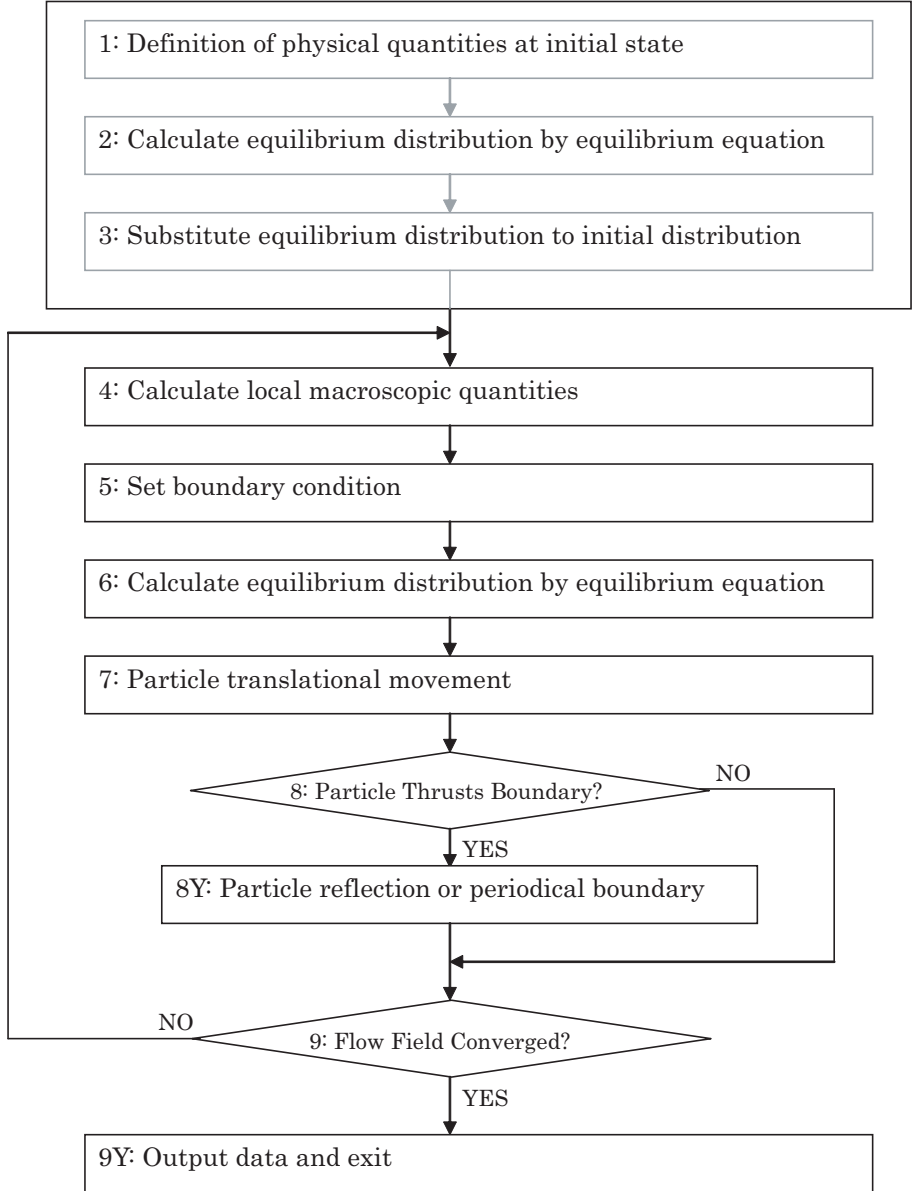 1: Definition of physical quantities at initial state
2: Calculate equilibrium distribution by equilibrium equation
3: Substitute equilibrium distribution to initial distribution
4: Calculate local macroscopic quantities
5: Set boundary condition
6: Calculate equilibrium distribution by equilibrium equation
7: Particle translational movement
8: Particle Thrusts Boundary?
NO
YES
8Y: Particle reflection or periodical boundary
NO
9: Flow Field Converged?
YES
9Y: Output data and exit